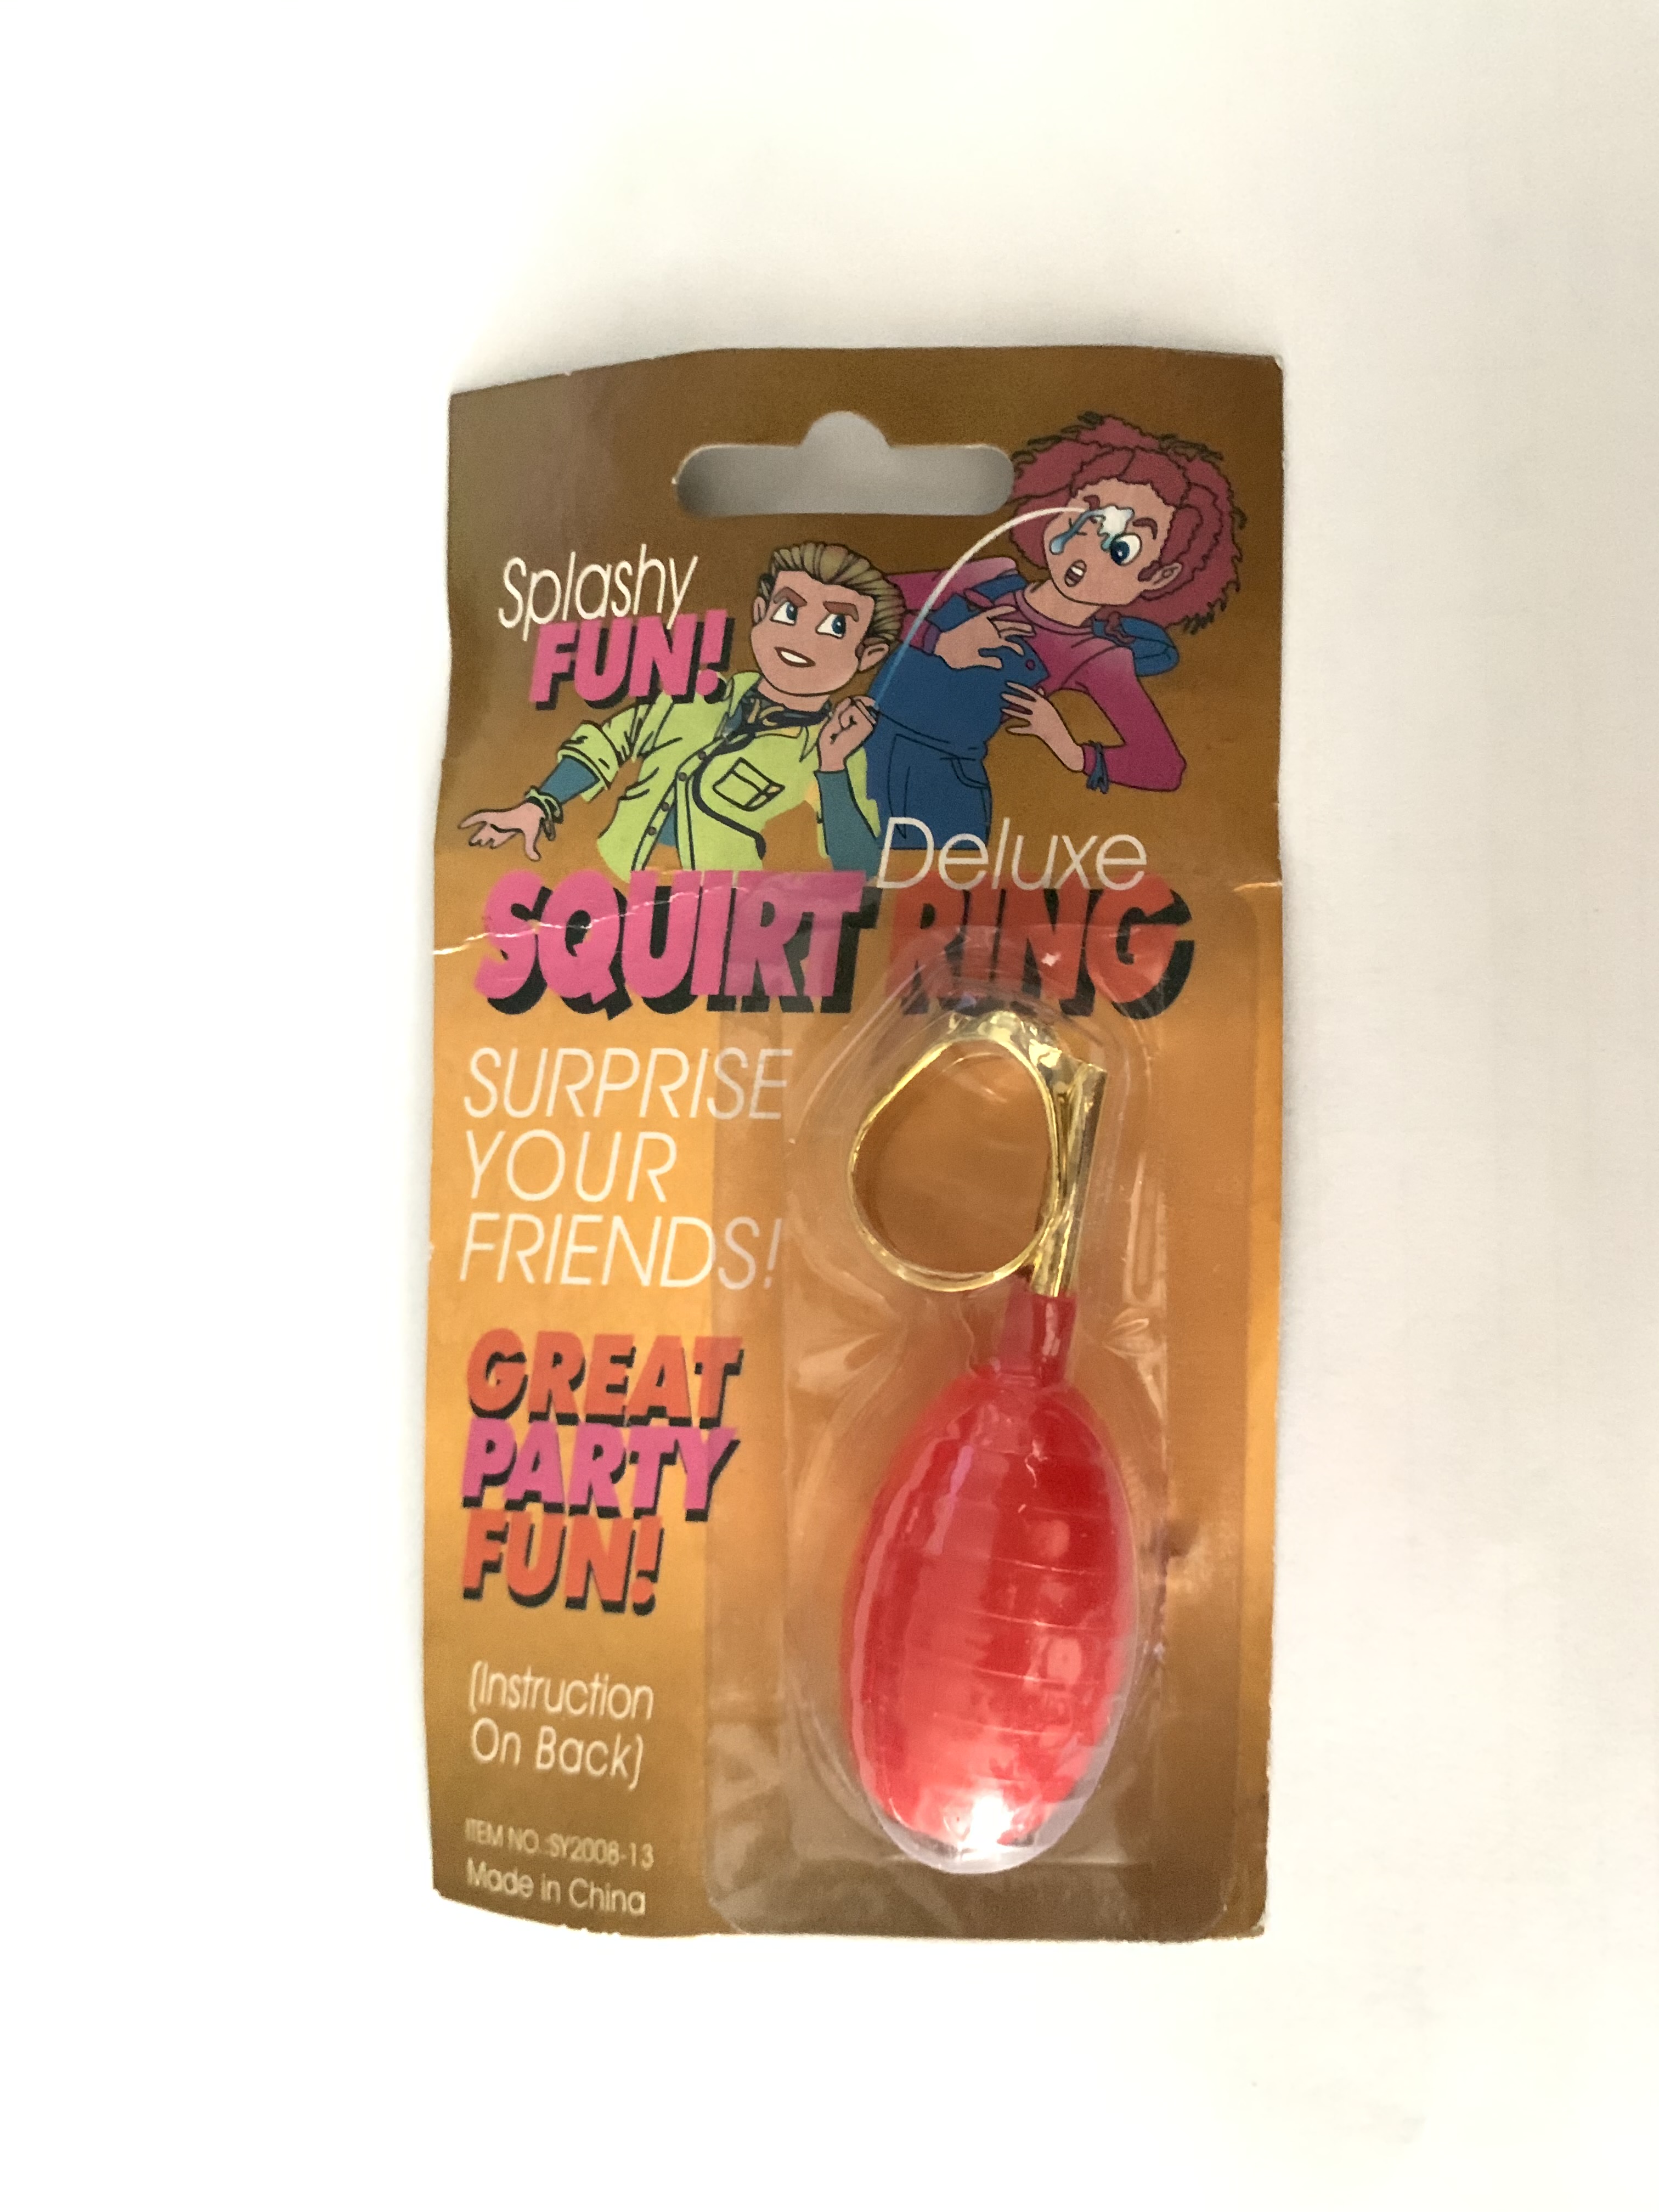 Splashy
FUN!
Deluxe
SQUIRT RING
SURPRISE
YOUR
FRIENDS!
GREAT
PARTY
FUN!
(Instruction
On Back)
ITEM NO.:SY2008-13
Made in China